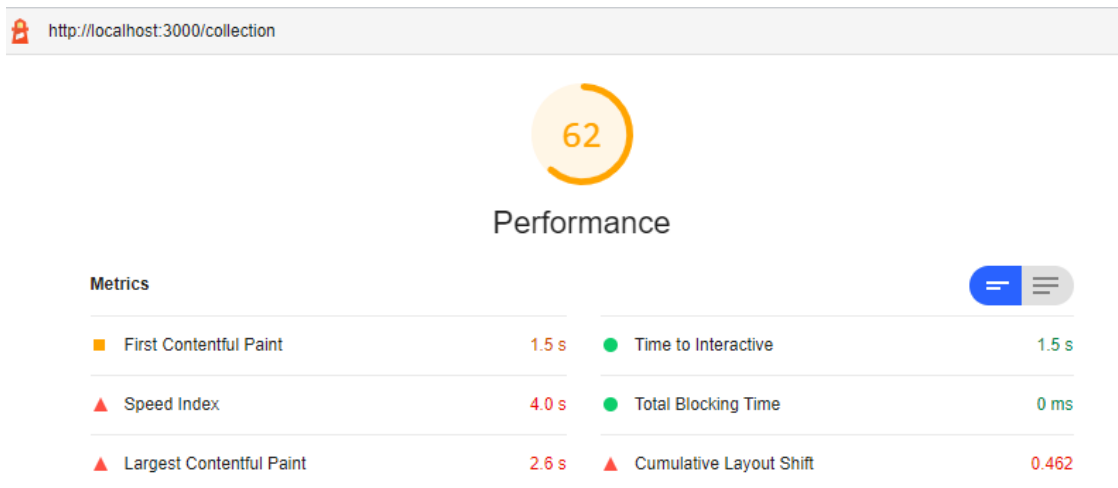 http://localhost:3000/collection
62
Performance
Metrics
First Contentful Paint 1.5 s
Time to Interactive 1.5 s
Speed Index 4.0 s
Total Blocking Time 0 ms
Largest Contentful Paint 2.6 s
Cumulative Layout Shift 0.462